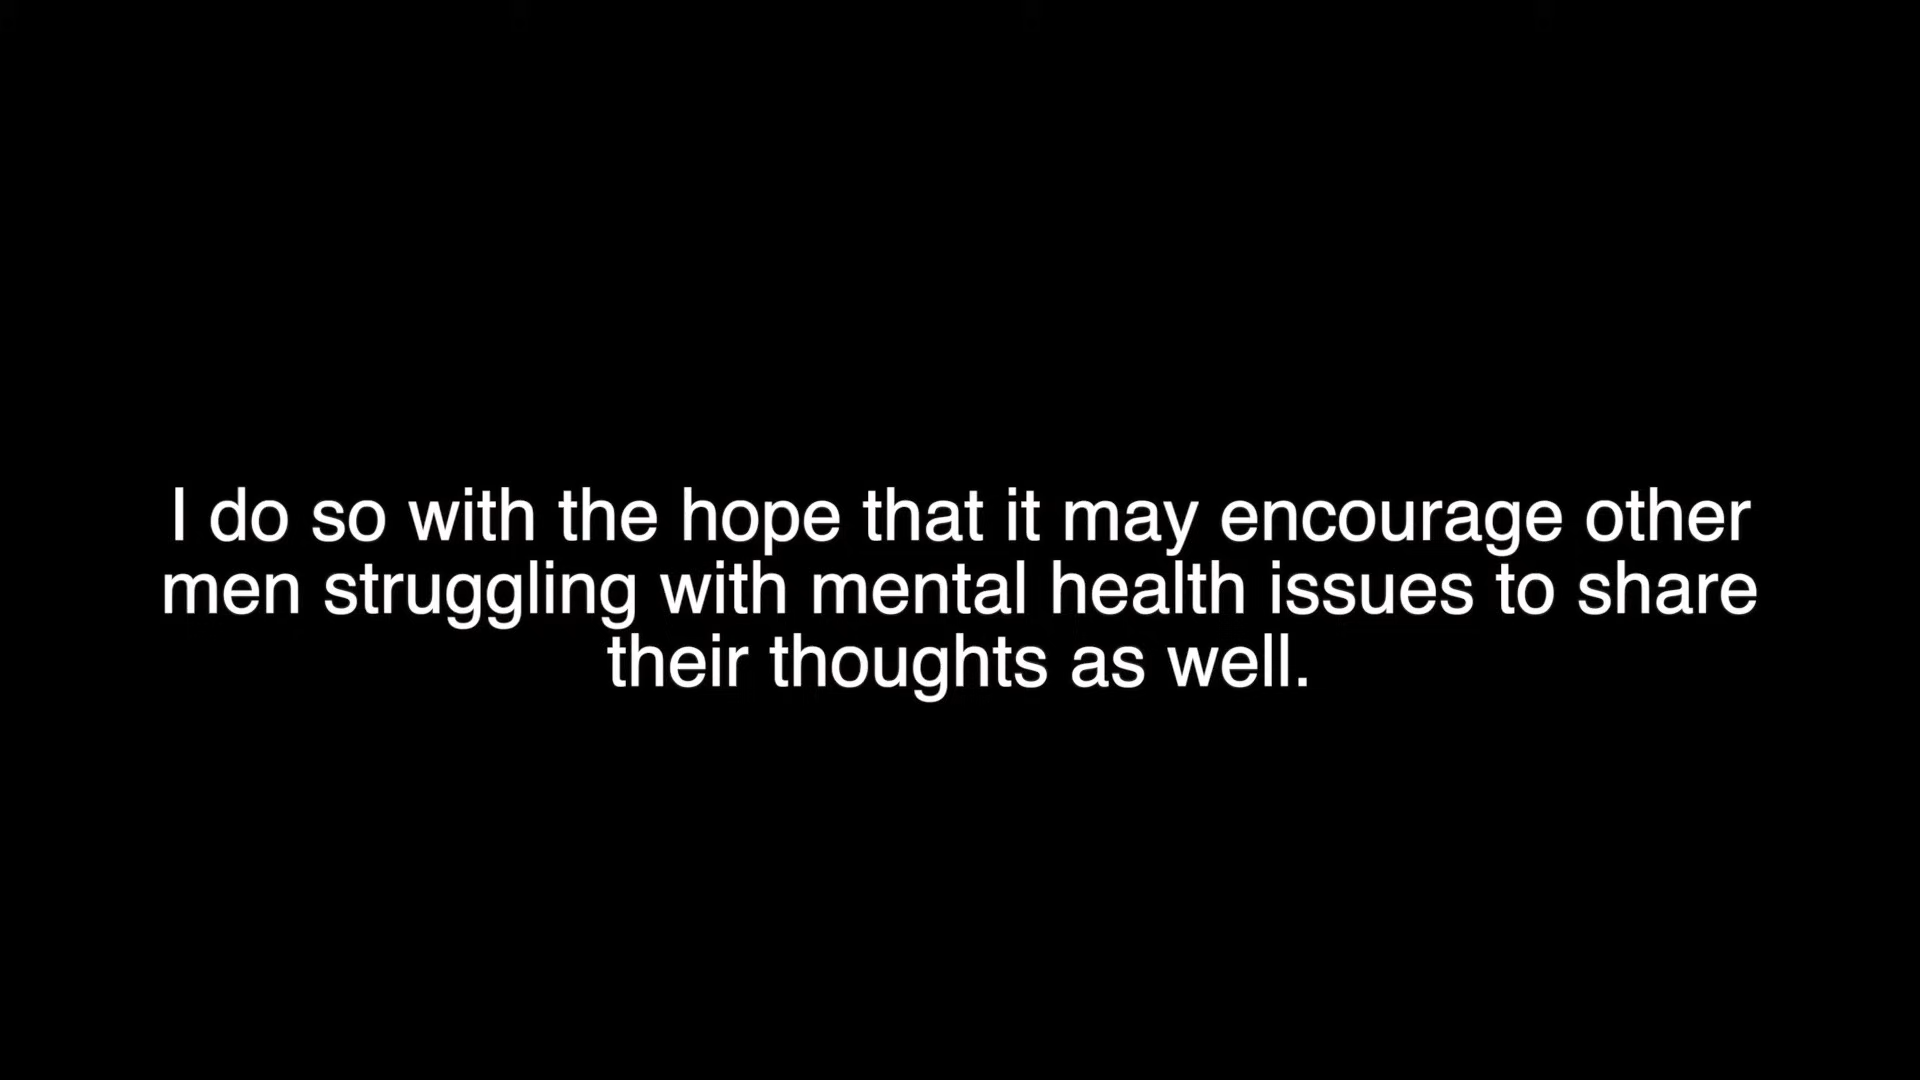 I do so with the hope that it may encourage other
men struggling with mental health issues to share
their thoughts as well.